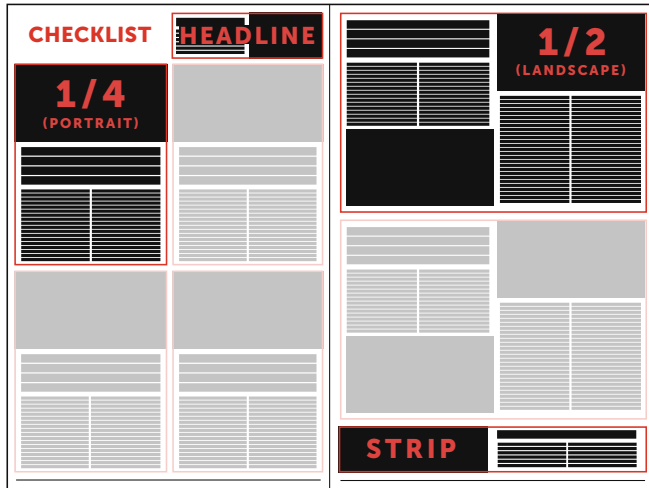 CHECKLIST
HEADLINE
1/4
(PORTRAIT)
1/2
(LANDSCAPE)
STRIP